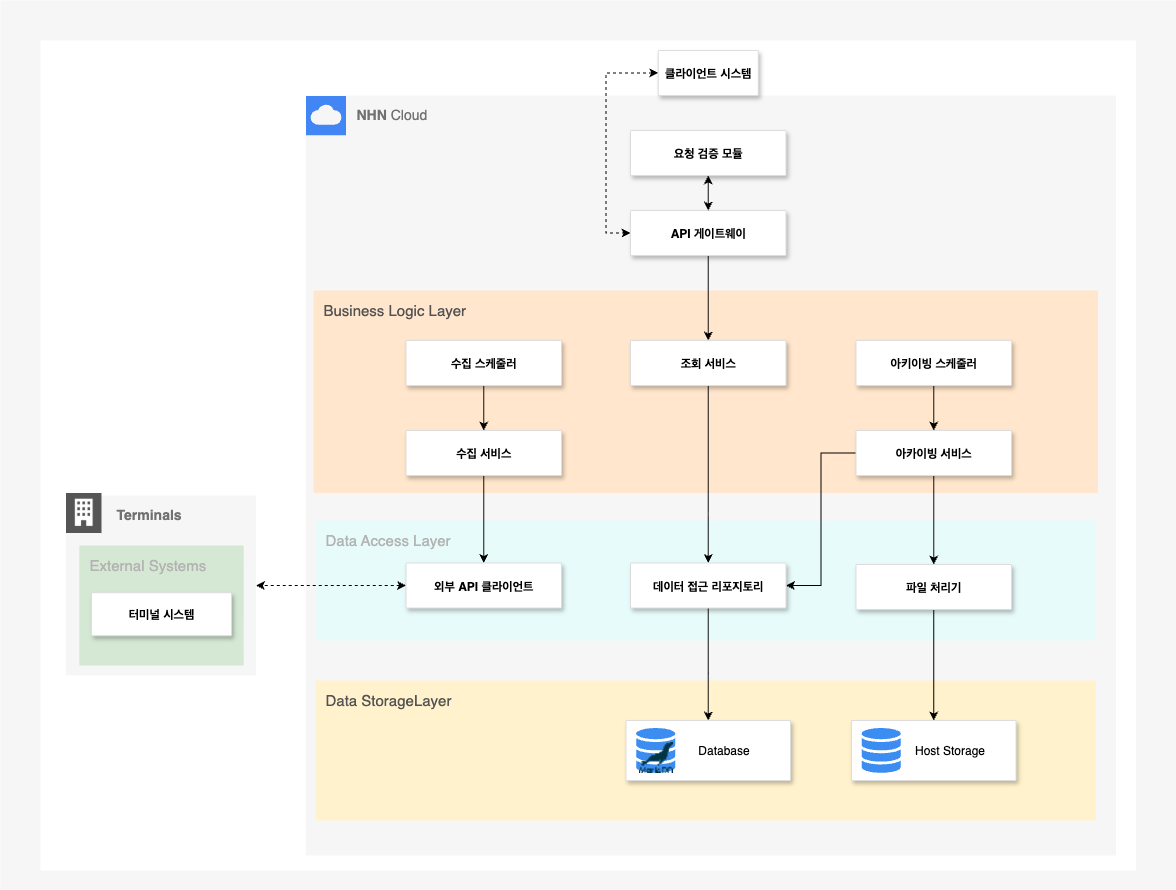 클라이언트 시스템
NHN Cloud
요청 검증 모듈
API 게이트웨이
Business Logic Layer
수집 스케줄러
조회 서비스
아키이빙 스케줄러
수집 서비스
아카이빙 서비스
Terminals
External Systems
터미널 시스템
Data Access Layer
외부 API 클라이언트
데이터 접근 리포지토리
파일 처리기
Data StorageLayer
Database
Host Storage